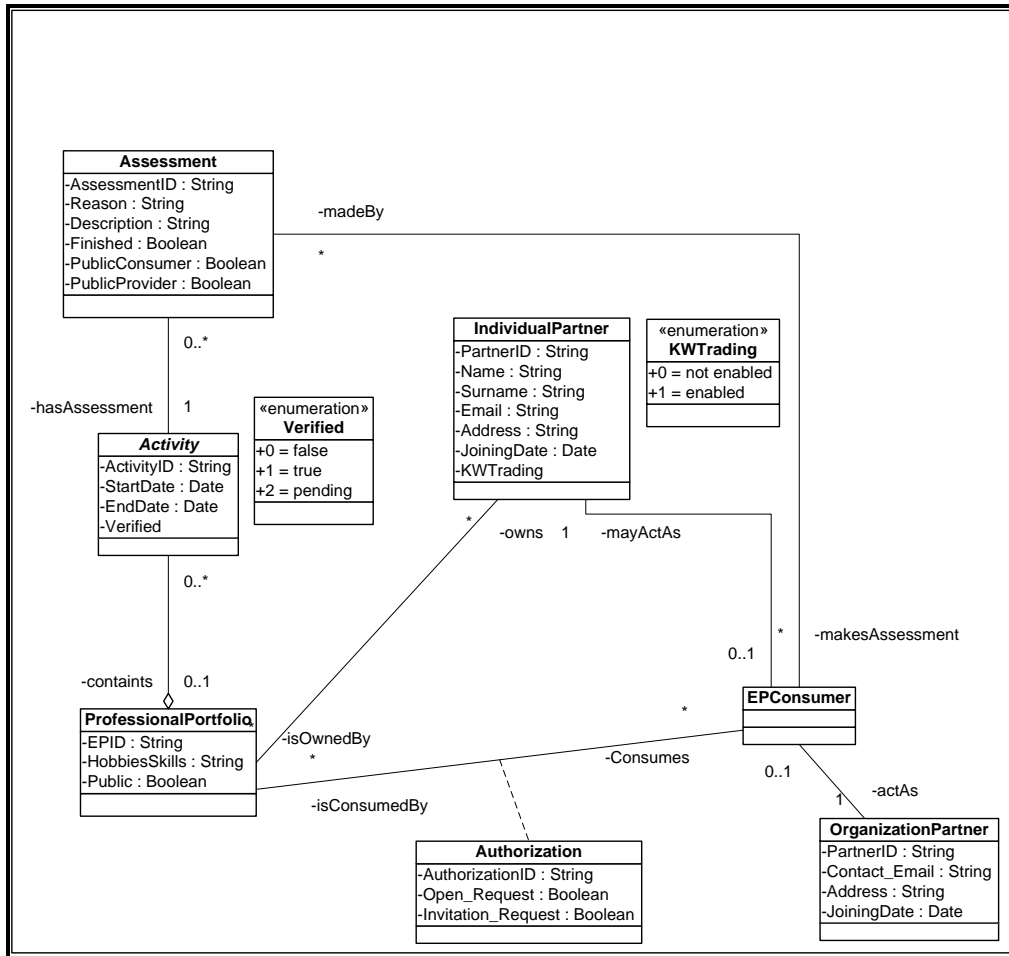 Assessment
-AssessmentID : String
-Reason : String
-Description : String
-Finished : Boolean
-PublicConsumer : Boolean
-PublicProvider : Boolean
-madeBy
*
0..*
-hasAssessment
1
IndividualPartner
-PartnerID : String
-Name : String
-Surname : String
-Email : String
-Address : String
-JoiningDate : Date
-KWTrading
«enumeration»
KWTrading
+0 = not enabled
+1 = enabled
«enumeration»
Verified
+0 = false
+1 = true
+2 = pending
Activity
-ActivityID : String
-StartDate : Date
-EndDate : Date
-Verified
*
-owns
1
-mayActAs
0..*
*
-makesAssessment
0..1
-containts
0..1
ProfessionalPortfolio
*
-EPID : String
-HobbiesSkills : String
-Public : Boolean
-isOwnedBy
*
-isConsumedBy
*
-Consumes
EPConsumer
0..1
-actAs
1
Authorization
-AuthorizationID : String
-Open_Request : Boolean
-Invitation_Request : Boolean
OrganizationPartner
-PartnerID : String
-Contact_Email : String
-Address : String
-JoiningDate : Date